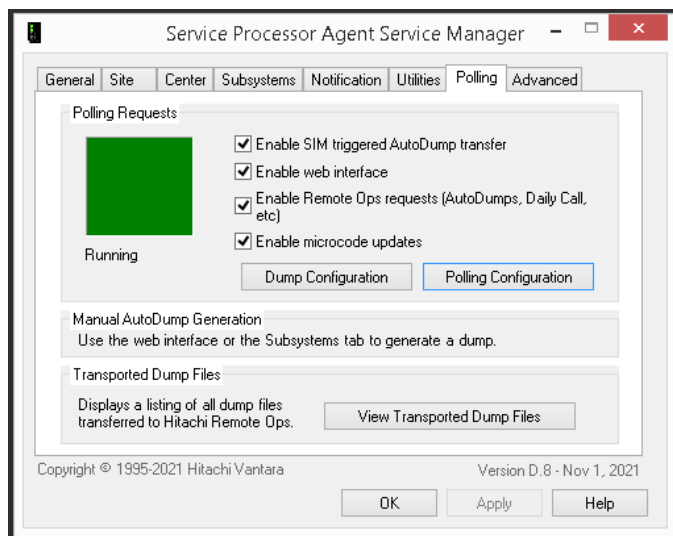 Service Processor Agent Service Manager
General Site Center Subsystems Notification Utilities Polling Advanced
Polling Requests
Enable SIM triggered AutoDump transfer
Enable web interface
Enable Remote Ops requests (AutoDumps, Daily Call,
etc)
Enable microcode updates
Running
Dump Configuration Polling Configuration
Manual AutoDump Generation
Use the web interface or the Subsystems tab to generate a dump.
Transported Dump Files
Displays a listing of all dump files
transferred to Hitachi Remote Ops.
View Transported Dump Files
Copyright © 1995-2021 Hitachi Vantara Version D.8 - Nov 1, 2021
OK Apply Help